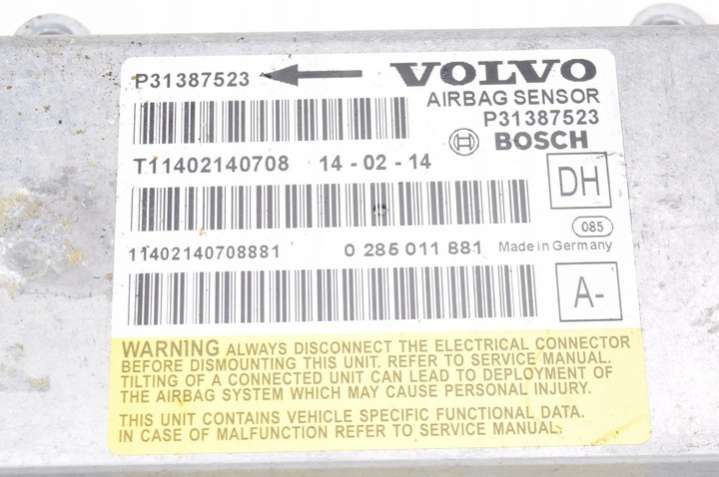 P31387523 VOLVO
AIRBAG SENSOR
P31387523
BOSCH
T11402140708 14-02-14
DH
085
11402140708881 0 285 011 881 Made in Germany
A-
WARNING ALWAYS DISCONNECT THE ELECTRICAL CONNECTOR
BEFORE DISMOUNTING THIS UNIT. REFER TO SERVICE MANUAL.
TILTING OF A CONNECTED UNIT CAN LEAD TO DEPLOYMENT OF
THE AIRBAG SYSTEM WHICH MAY CAUSE PERSONAL INJURY.
THIS UNIT CONTAINS VEHICLE SPECIFIC FUNCTIONAL DATA.
IN CASE OF MALFUNCTION REFER TO SERVICE MANUAL.